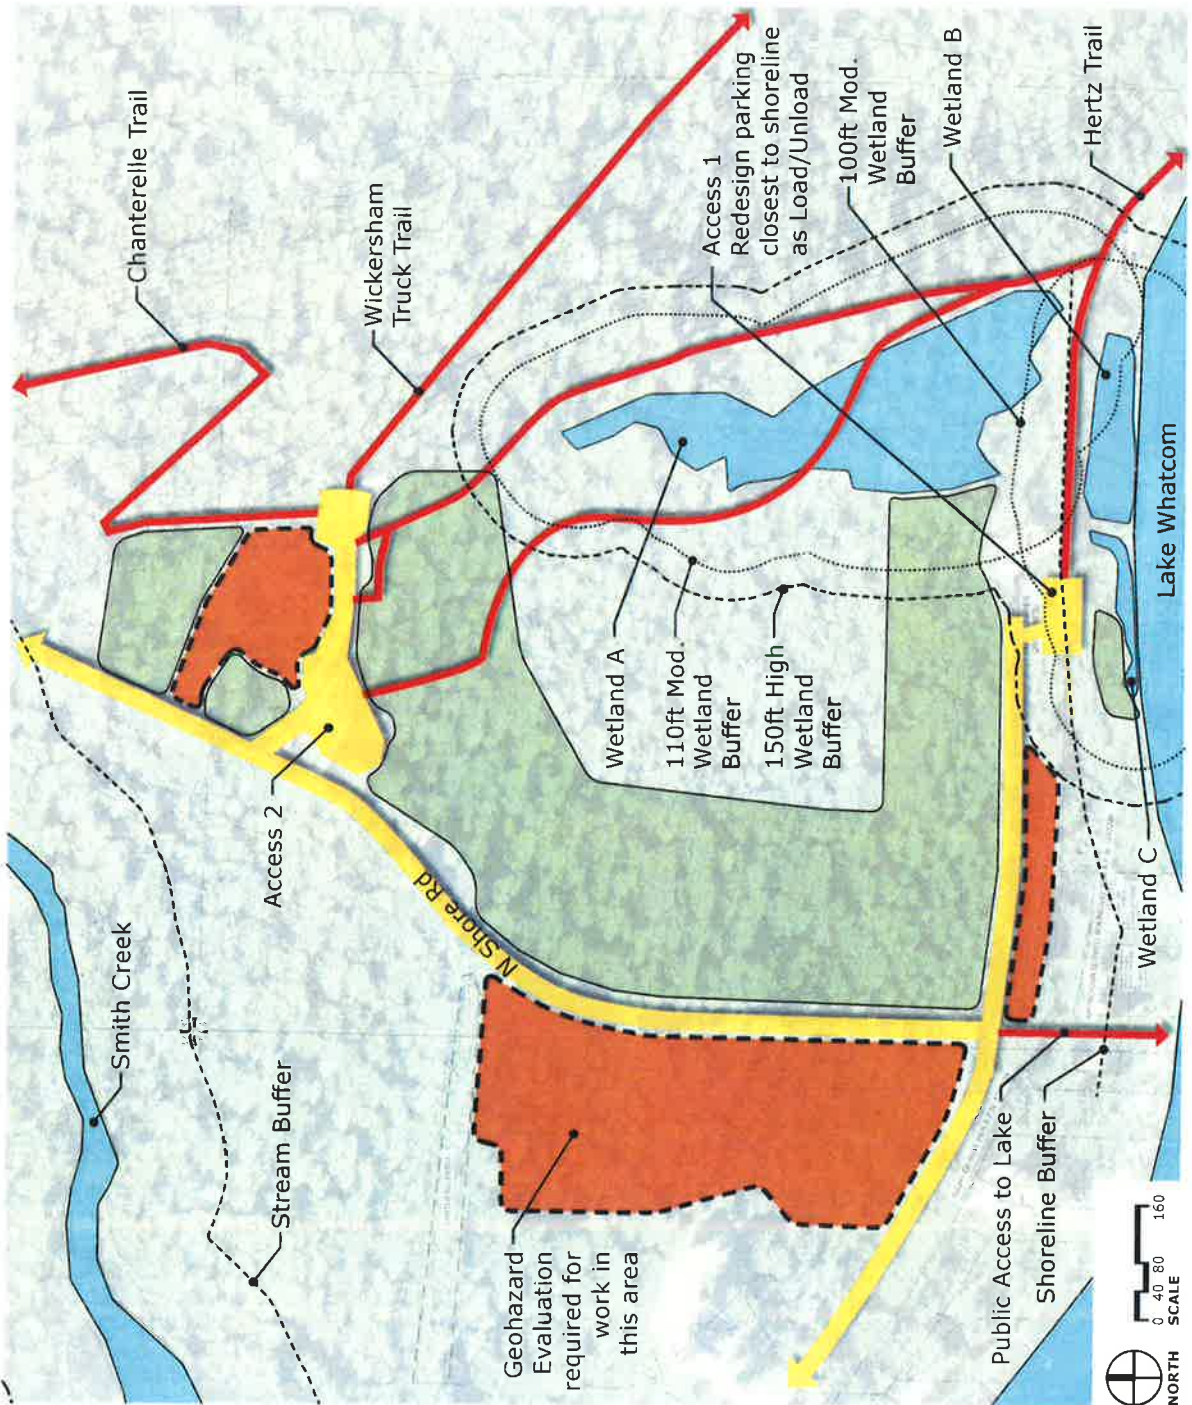 Smith Creek
Stream Buffer
Geohazard
Evaluation
required for
work in
this area
Public Access to Lake
Shoreline Buffer
NORTH
0 40 80 160
SCALE
N Shore Rd
Access 2
Chanterelle Trail
Wickersham
Truck Trail
Wetland A
110ft Mod.
Wetland
Buffer
150ft High
Wetland
Buffer
Access 1
Redesign parking
closest to shoreline
as Load/Unload
100ft Mod.
Wetland
Buffer
Wetland B
Hertz Trail
Wetland C
Lake Whatcom